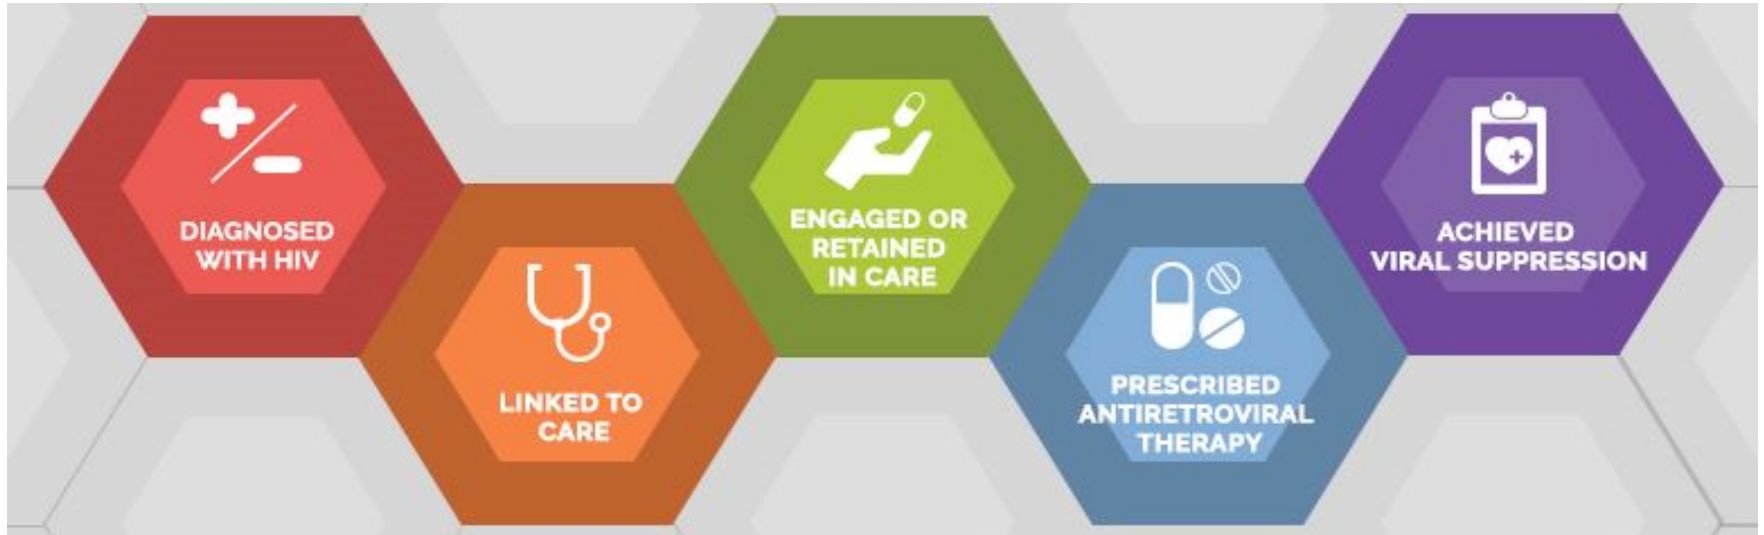 DIAGNOSED
WITH HIV
LINKED TO
CARE
ENGAGED OR
RETAINED
IN CARE
PRESCRIBED
ANTIRETROVIRAL
THERAPY
ACHIEVED
VIRAL SUPPRESSION